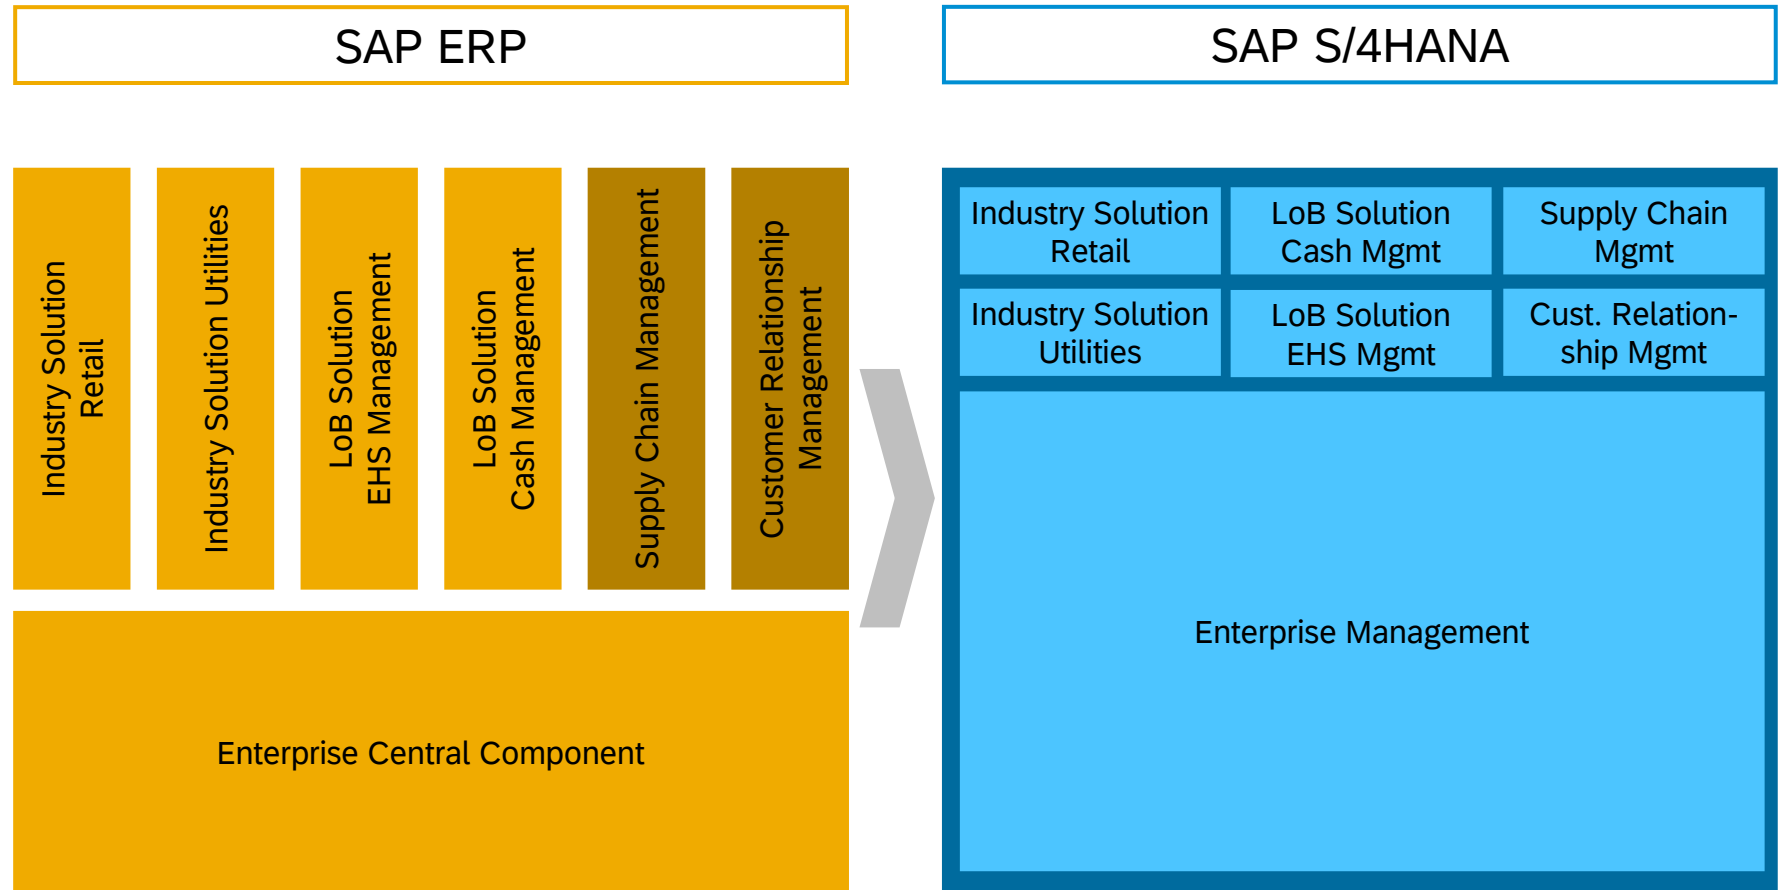 SAP ERP
SAP S/4HANA
Industry Solution
Retail
Industry Solution Utilities
LoB Solution
EHS Management
LoB Solution
Cash Management
Supply Chain Management
Customer Relationship
Management
Enterprise Central Component
Industry Solution
Retail
LoB Solution
Cash Mgmt
Supply Chain
Mgmt
Industry Solution
Utilities
LoB Solution
EHS Mgmt
Cust. Relation-
ship Mgmt
Enterprise Management